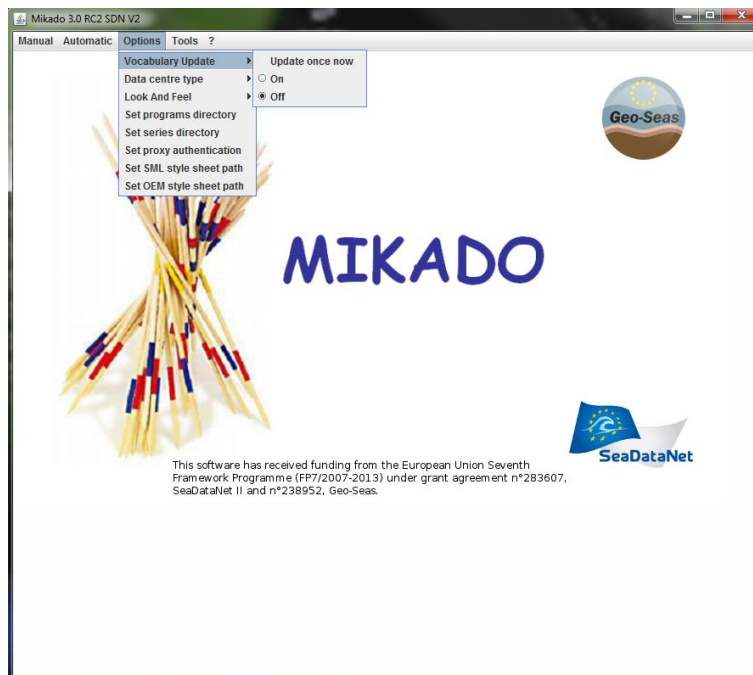 Mikado 3.0 RC2 SDN V2
Manual Automatic Options Tools ?
Vocabulary Update
Update once now
Data centre type
On
Look And Feel
Off
Set programs directory
Set series directory
Set proxy authentication
Set SML style sheet path
Set OEM style sheet path
Geo-Seas
MIKADO
SeaDataNet
This software has received funding from the European Union Seventh
Framework Programme (FP7/2007-2013) under grant agreement n°283607,
SeaDataNet II and n°238952, Geo-Seas.